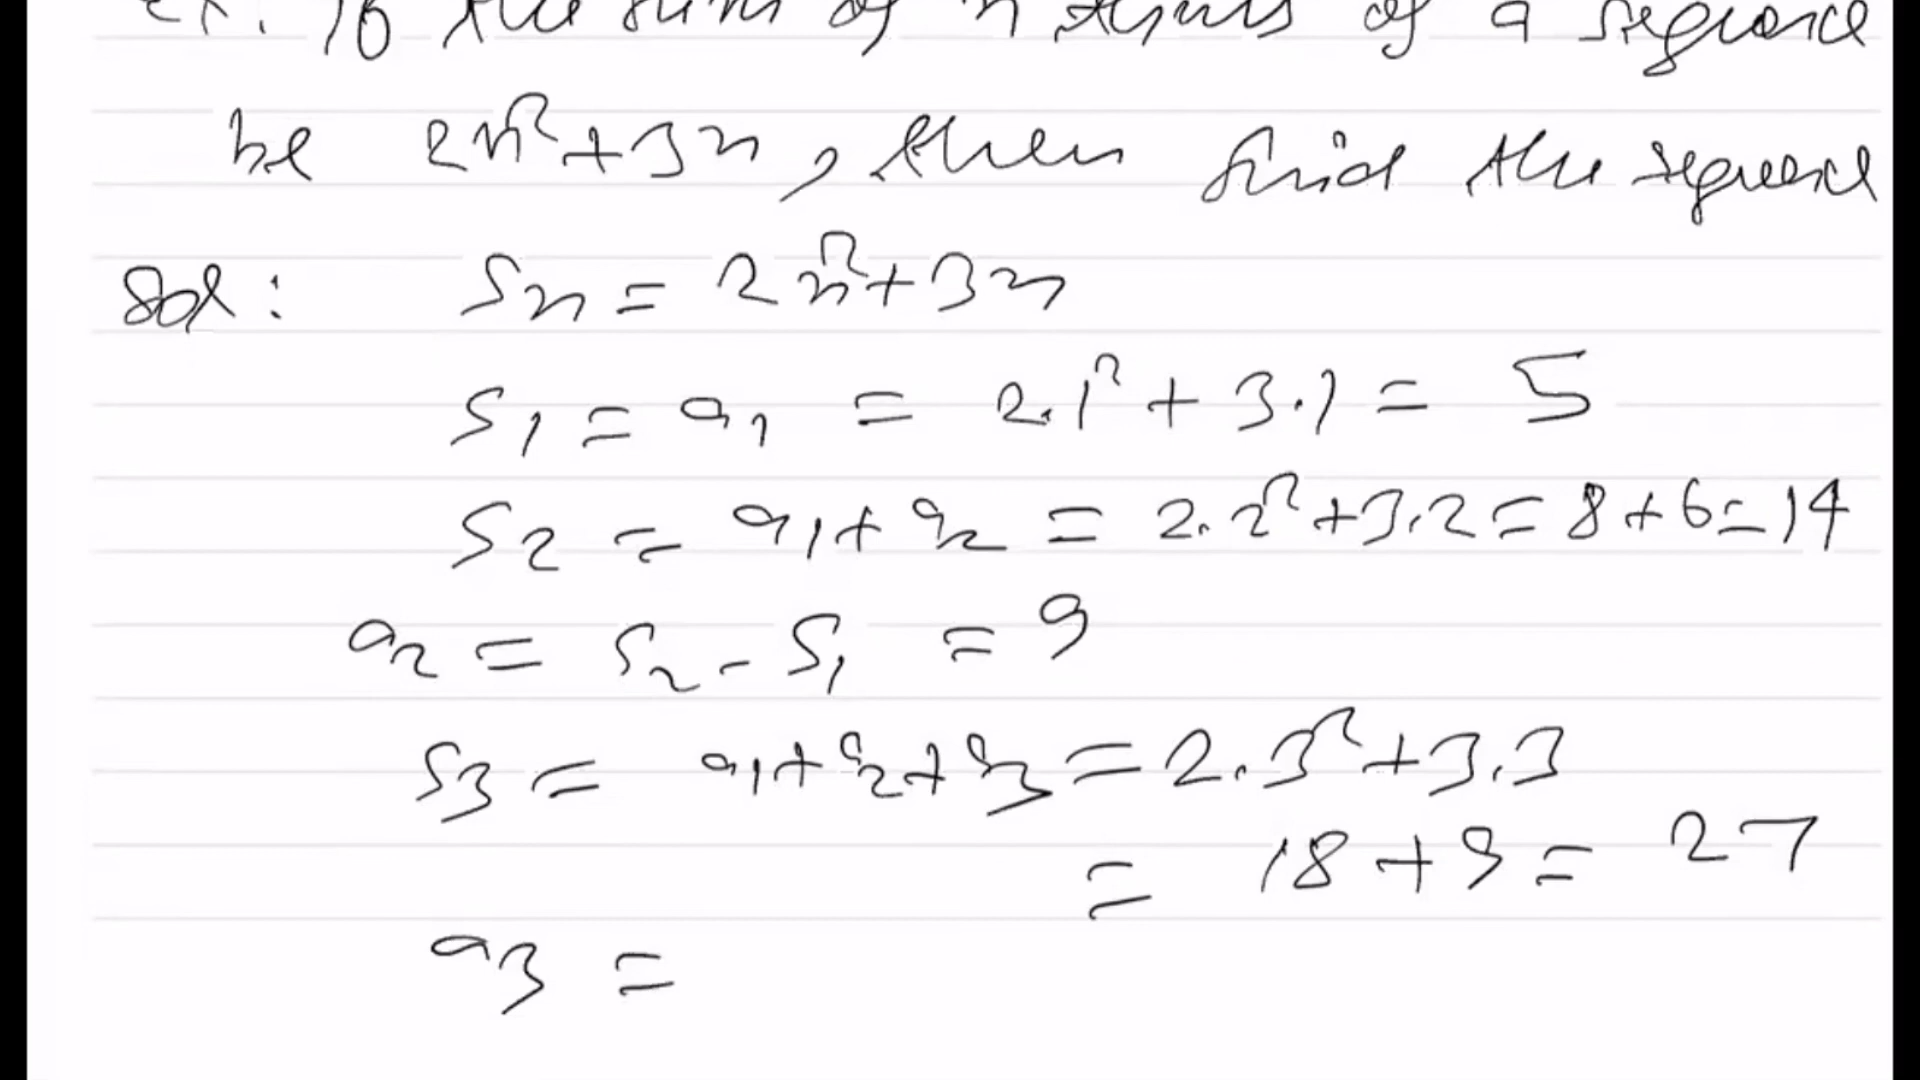 Ex. If the sum of n terms of a sequence
be 2n²+3n, then find the sequence
Sol: Sn = 2n²+3n
S1 = a1 = 2.1² + 3.1 = 5
S2 = a1+a2 = 2.2²+3.2 = 8+6=14
a2 = S2 - S1 = 9
S3 = a1+a2+a3 = 2.3²+3.3
= 18+9 = 27
a3 =